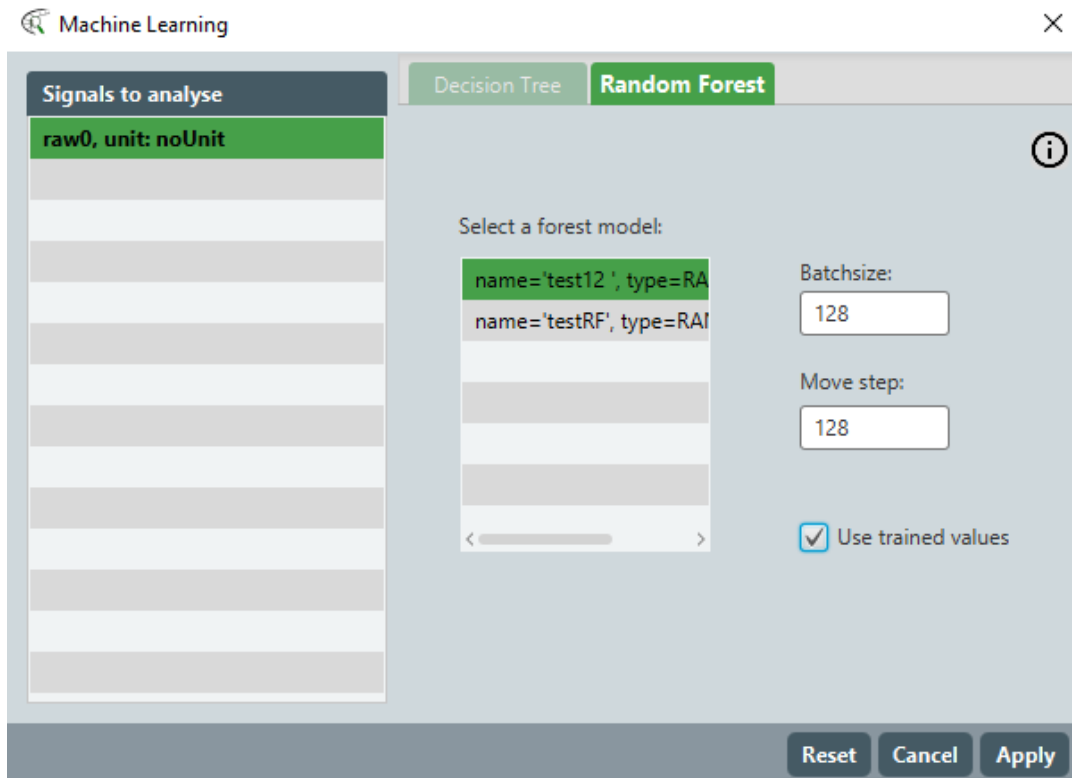 Machine Learning
Signals to analyse
raw0, unit: noUnit
Decision Tree
Random Forest
Select a forest model:
name='test12 ', type=RA
name='testRF', type=RAN
Batchsize:
128
Move step:
128
Use trained values
Reset
Cancel
Apply